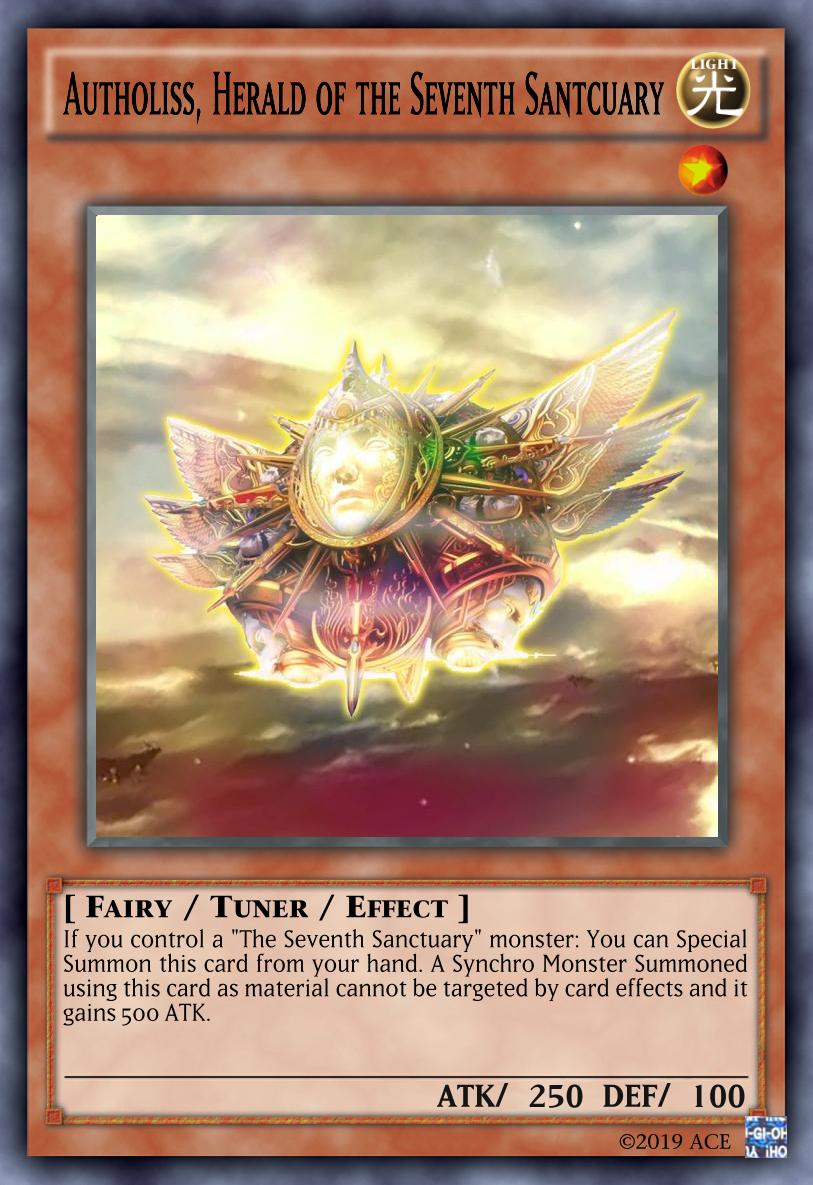 Autholiss, Herald of the Seventh Santcuary
LIGHT
光
[ Fairy / Tuner / Effect ]
If you control a "The Seventh Sanctuary" monster: You can Special
Summon this card from your hand. A Synchro Monster Summoned
using this card as material cannot be targeted by card effects and it
gains 500 ATK.
ATK/ 250 DEF/ 100
©2019 ACE